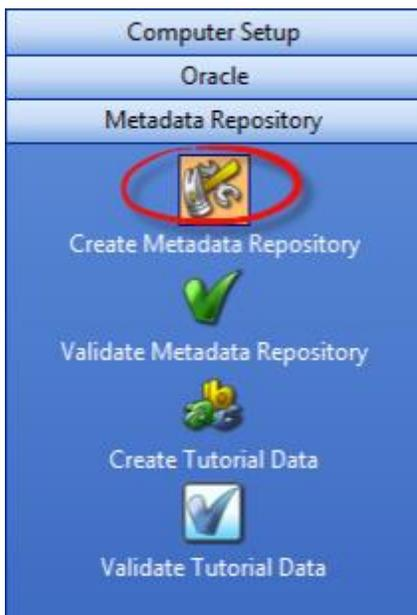 Computer Setup
Oracle
Metadata Repository
Create Metadata Repository
Validate Metadata Repository
Create Tutorial Data
Validate Tutorial Data